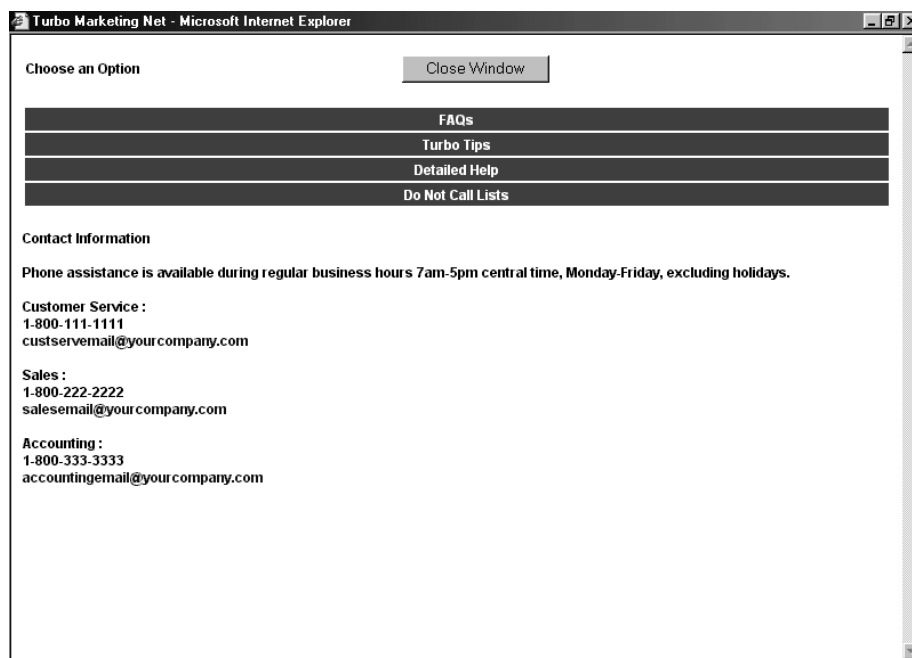 Turbo Marketing Net - Microsoft Internet Explorer
Choose an Option
Close Window
FAQs
Turbo Tips
Detailed Help
Do Not Call Lists
Contact Information
Phone assistance is available during regular business hours 7am-5pm central time, Monday-Friday, excluding holidays.
Customer Service :
1-800-111-1111
custservemail@yourcompany.com
Sales :
1-800-222-2222
salesemail@yourcompany.com
Accounting :
1-800-333-3333
accountingemail@yourcompany.com